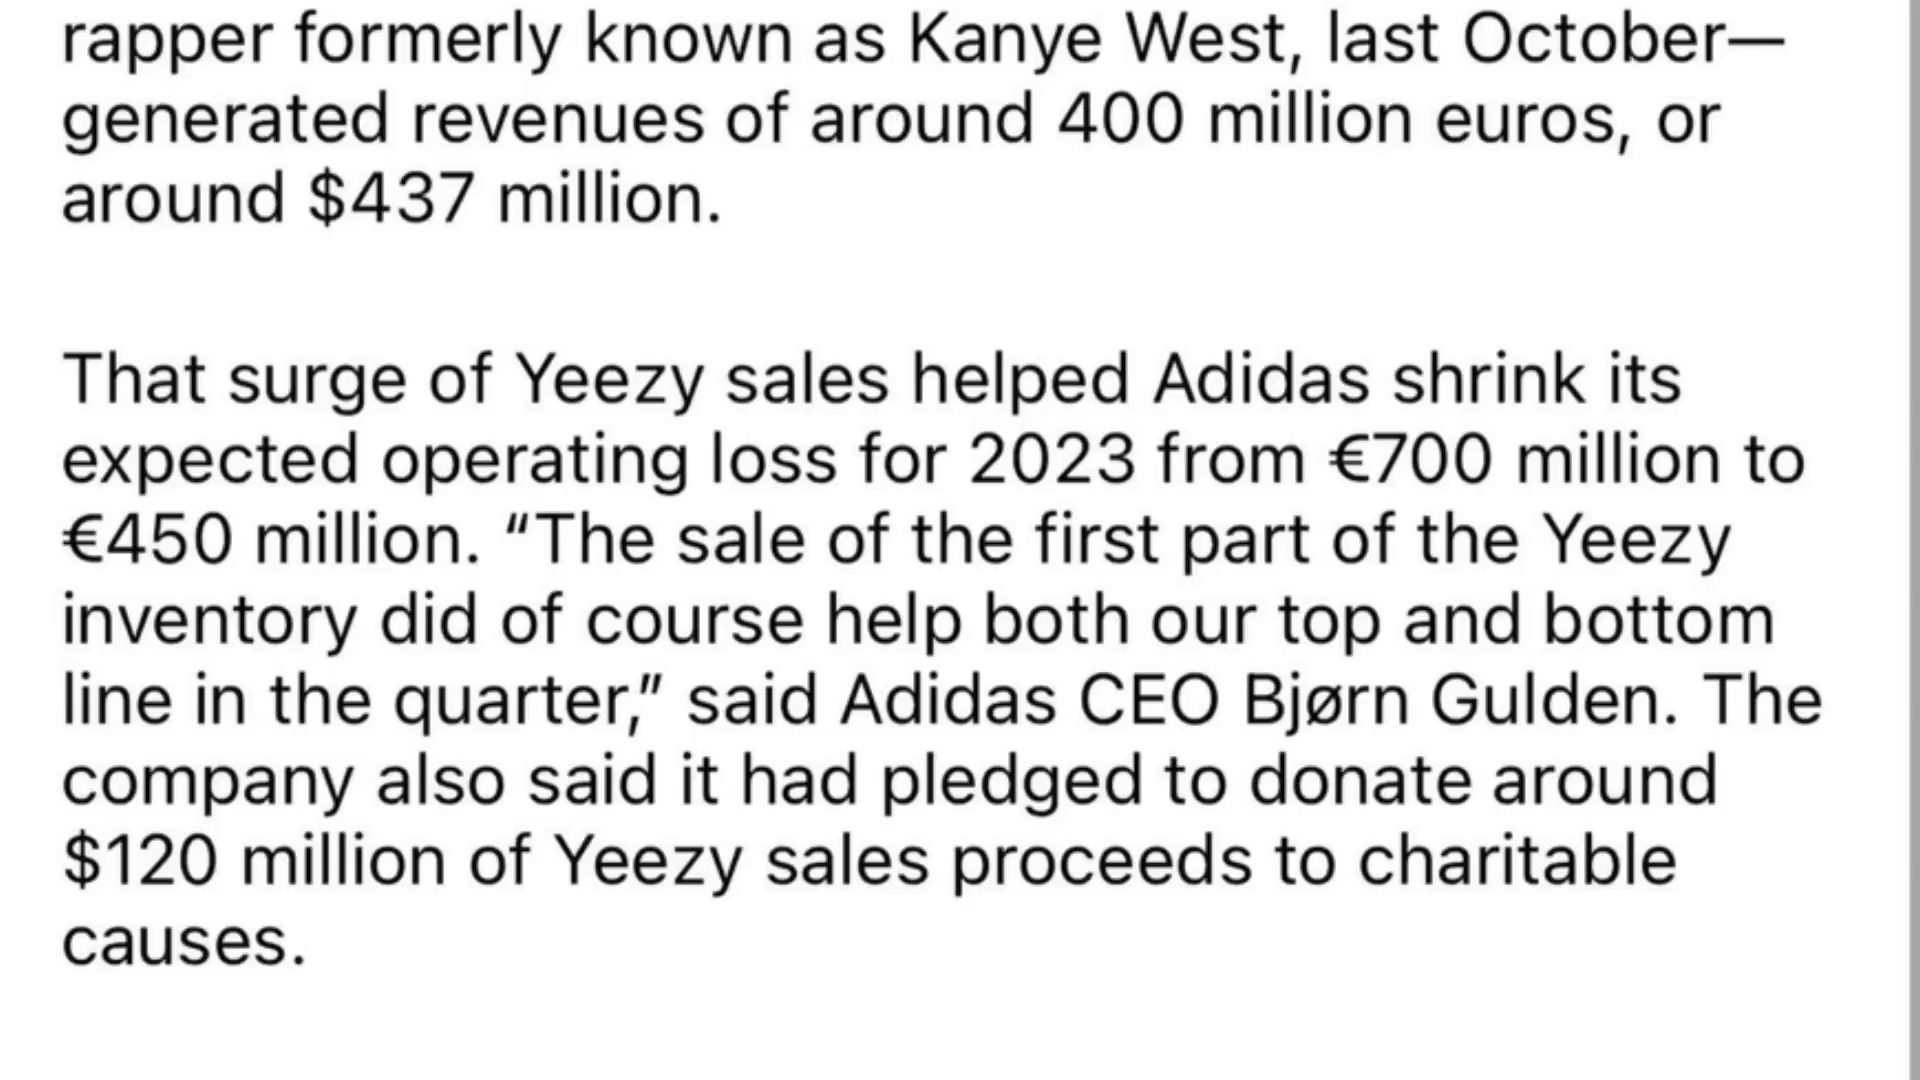 rapper formerly known as Kanye West, last October—
generated revenues of around 400 million euros, or
around $437 million.
That surge of Yeezy sales helped Adidas shrink its
expected operating loss for 2023 from €700 million to
€450 million. “The sale of the first part of the Yeezy
inventory did of course help both our top and bottom
line in the quarter,” said Adidas CEO Bjørn Gulden. The
company also said it had pledged to donate around
$120 million of Yeezy sales proceeds to charitable
causes.